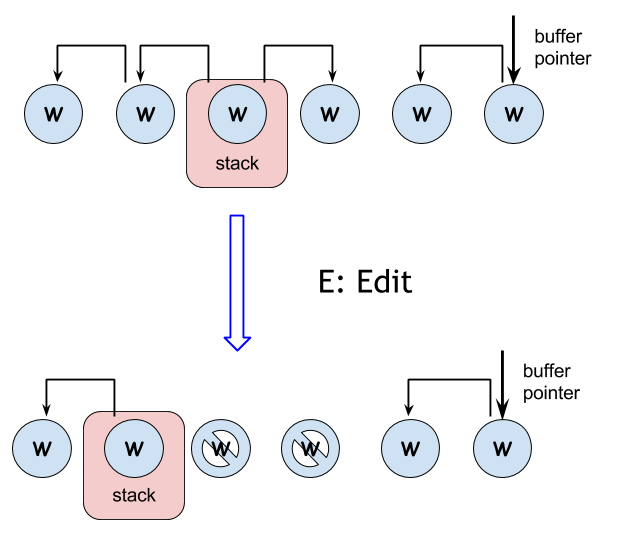 buffer
pointer
W W W W W W
stack
E: Edit
buffer
pointer
W W W W W W
stack